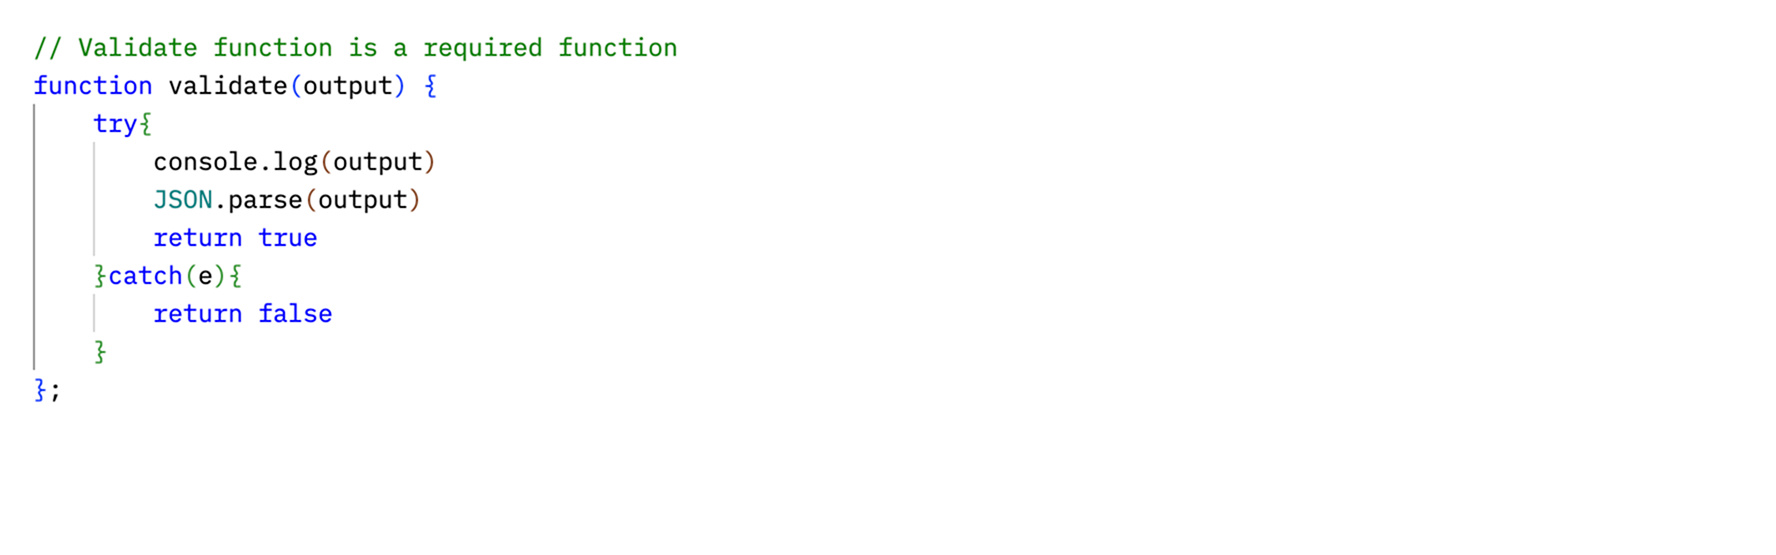 // Validate function is a required function
function validate(output) {
    try{
        console.log(output)
        JSON.parse(output)
        return true
    }catch(e){
        return false
    }
};